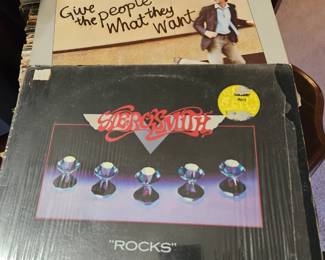 Give the people
What they
Want
AEROSMITH
"ROCKS"